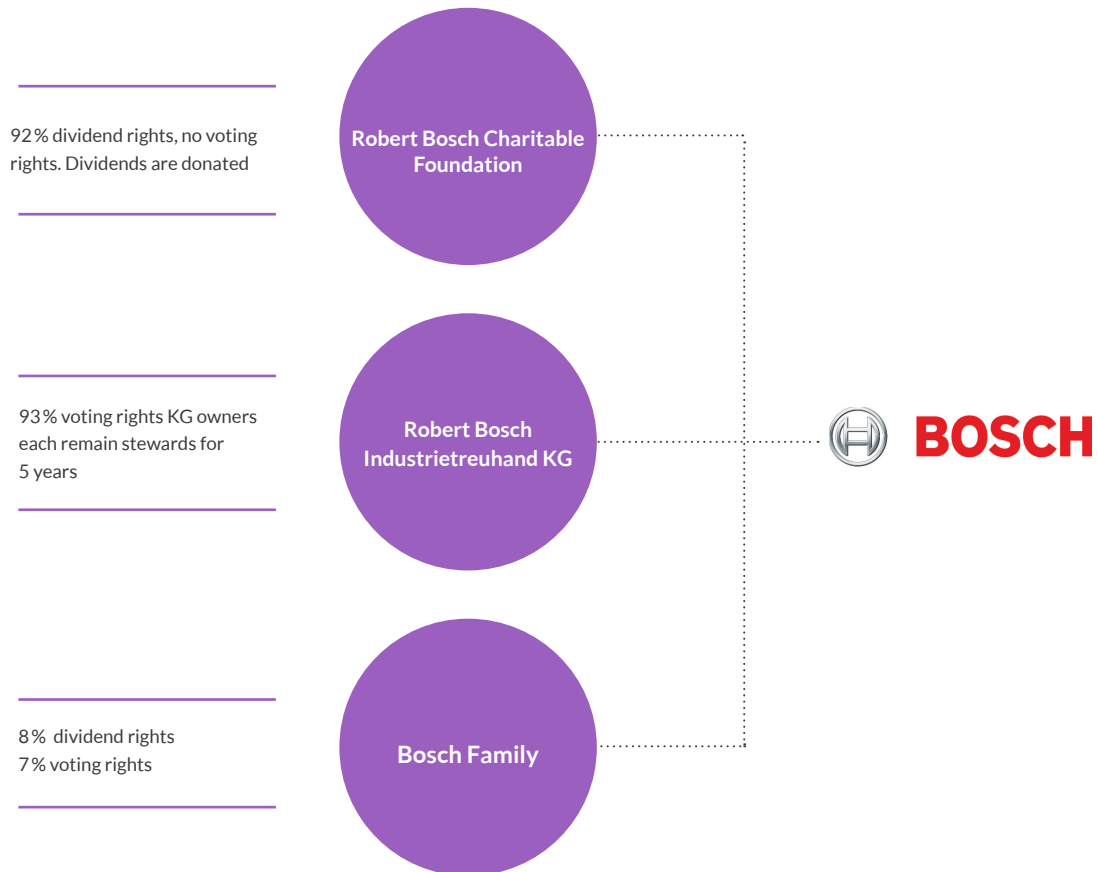 92% dividend rights, no voting
rights. Dividends are donated
Robert Bosch Charitable
Foundation
93% voting rights KG owners
each remain stewards for
5 years
Robert Bosch
Industrietreuhand KG
BOSCH
8% dividend rights
7% voting rights
Bosch Family